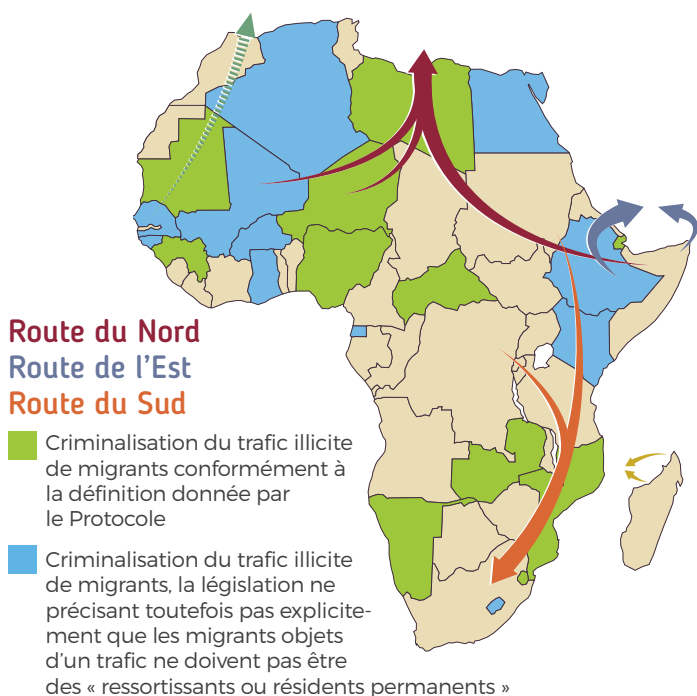 Route du Nord
Route de l’Est
Route du Sud
Criminalisation du trafic illicite
de migrants conformément à
la définition donnée par
le Protocole
Criminalisation du trafic illicite
de migrants, la législation ne
précisant toutefois pas explicite-
ment que les migrants objets
d’un trafic ne doivent pas être
des « ressortissants ou résidents permanents »